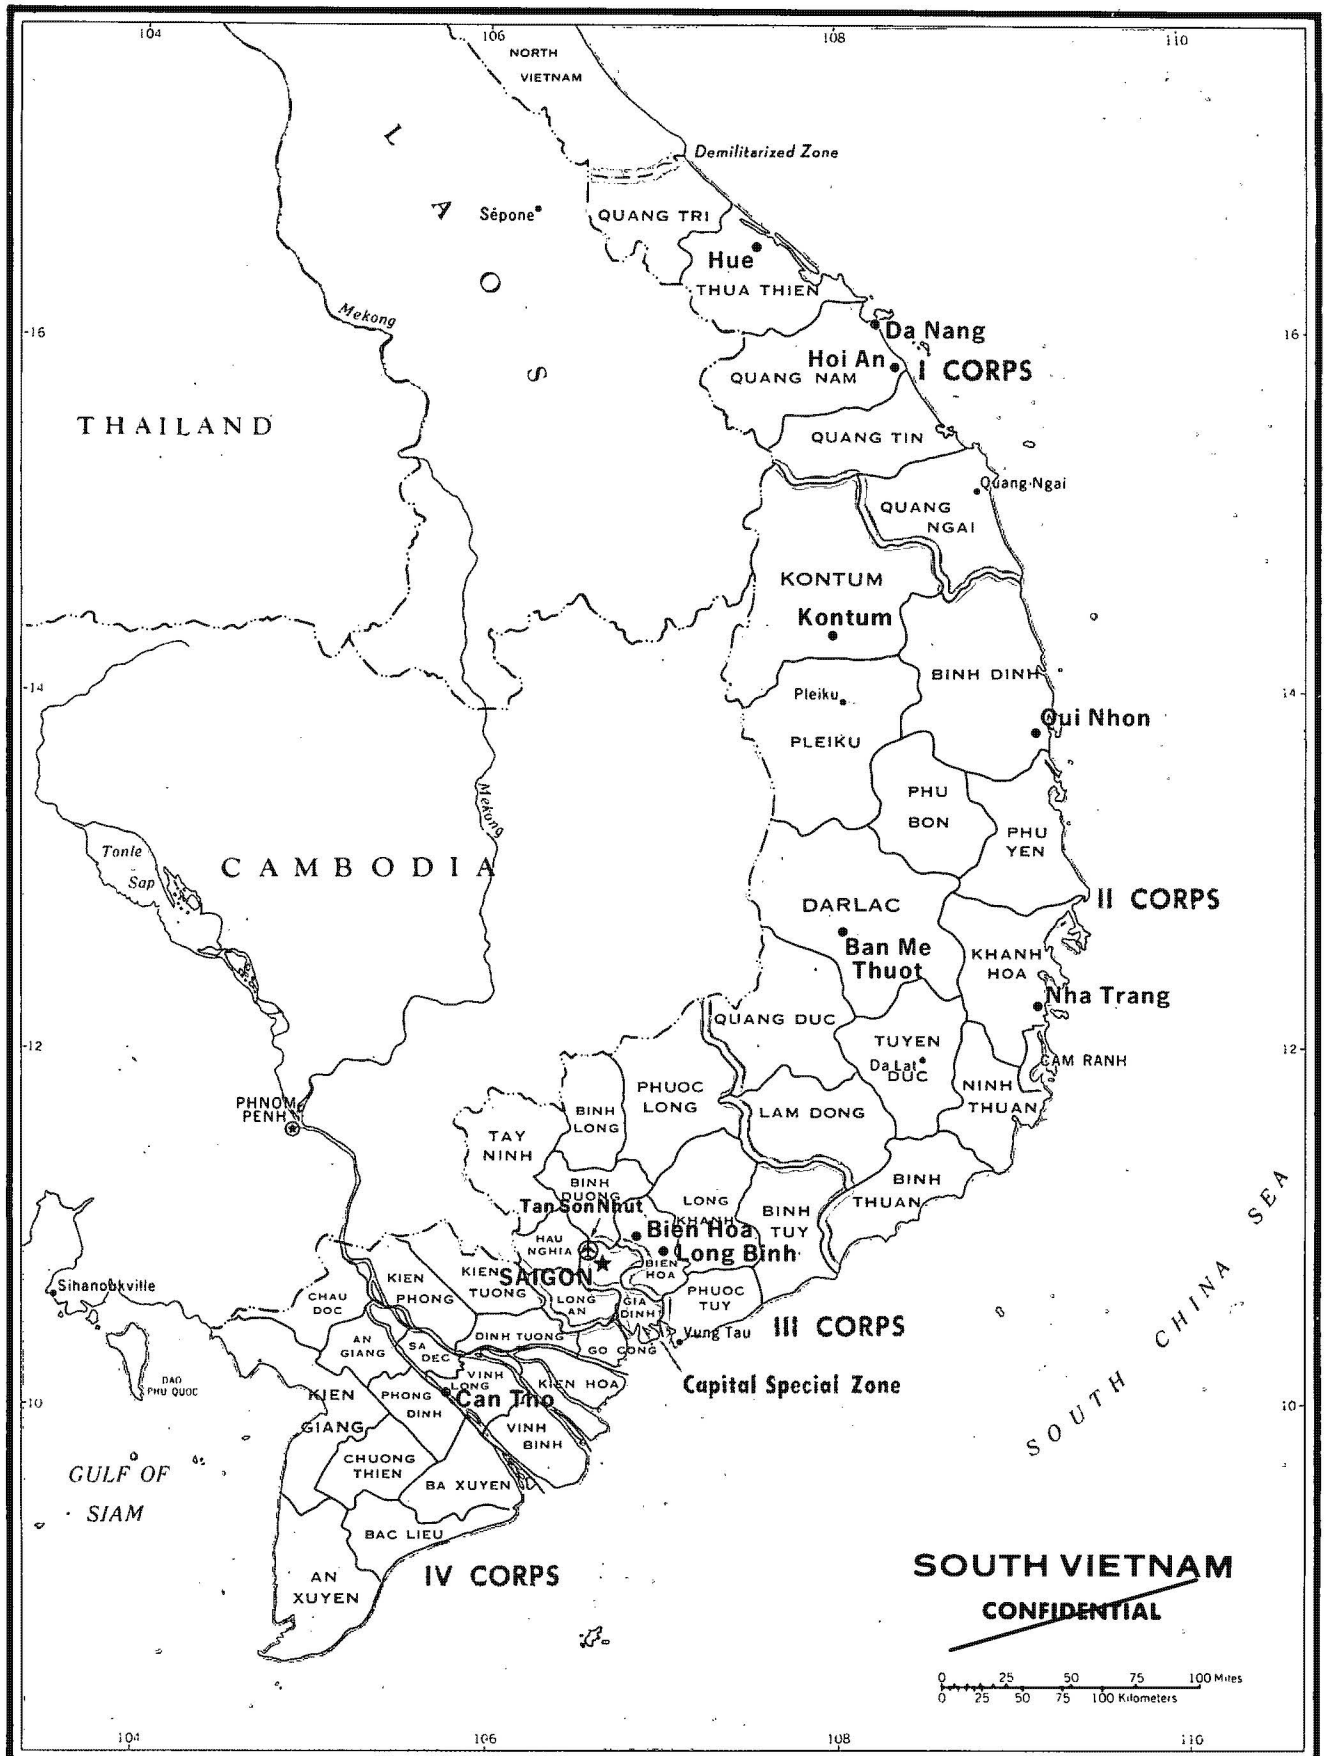 104
106
108
110
NORTH
VIETNAM
Demilitarized Zone
L A O S
Sépone
QUANG TRI
Hue
THUA THIEN
Mekong
16
16
Da Nang
Hoi An
I CORPS
QUANG NAM
THAILAND
QUANG TIN
Quang Ngai
QUANG
NGAI
KONTUM
Kontum
BINH DINH
14
14
Pleiku
PLEIKU
Qui Nhon
Mekong
PHU
BON
PHU
YEN
Tonle
Sap
CAMBODIA
II CORPS
DARLAC
Ban Me
Thuot
KHANH
HOA
Nha Trang
QUANG DUC
12
12
TUYEN
DUC
Da Lat
CAM RANH
PHNOM
PENH
PHUOC
LONG
BINH
LONG
LAM DONG
NINH
THUAN
TAY
NINH
BINH
DUONG
BINH
THUAN
LONG
KHANH
BINH
TUY
Tan Son Nhut
Bien Hoa
HAU
NGHIA
Long Binh
BIEN
HOA
SAIGON
Sihanoukville
KIEN
PHONG
KIEN
TUONG
CHAU
DOC
LONG
AN
GIA
DINH
PHUOC
TUY
III CORPS
Vung Tau
AN
GIANG
SA
DEC
DINH TUONG
GO CONG
DAO
PHU QUOC
VINH
LONG
KIEN HOA
Capital Special Zone
KIEN
GIANG
PHONG
DINH
Can Tho
10
10
VINH
BINH
SOUTH CHINA SEA
CHUONG
THIEN
GULF OF
SIAM
BA XUYEN
BAC LIEU
IV CORPS
AN
XUYEN
SOUTH VIETNAM
CONFIDENTIAL
0 25 50 75 100 Miles
0 25 50 75 100 Kilometers
104
106
108
110